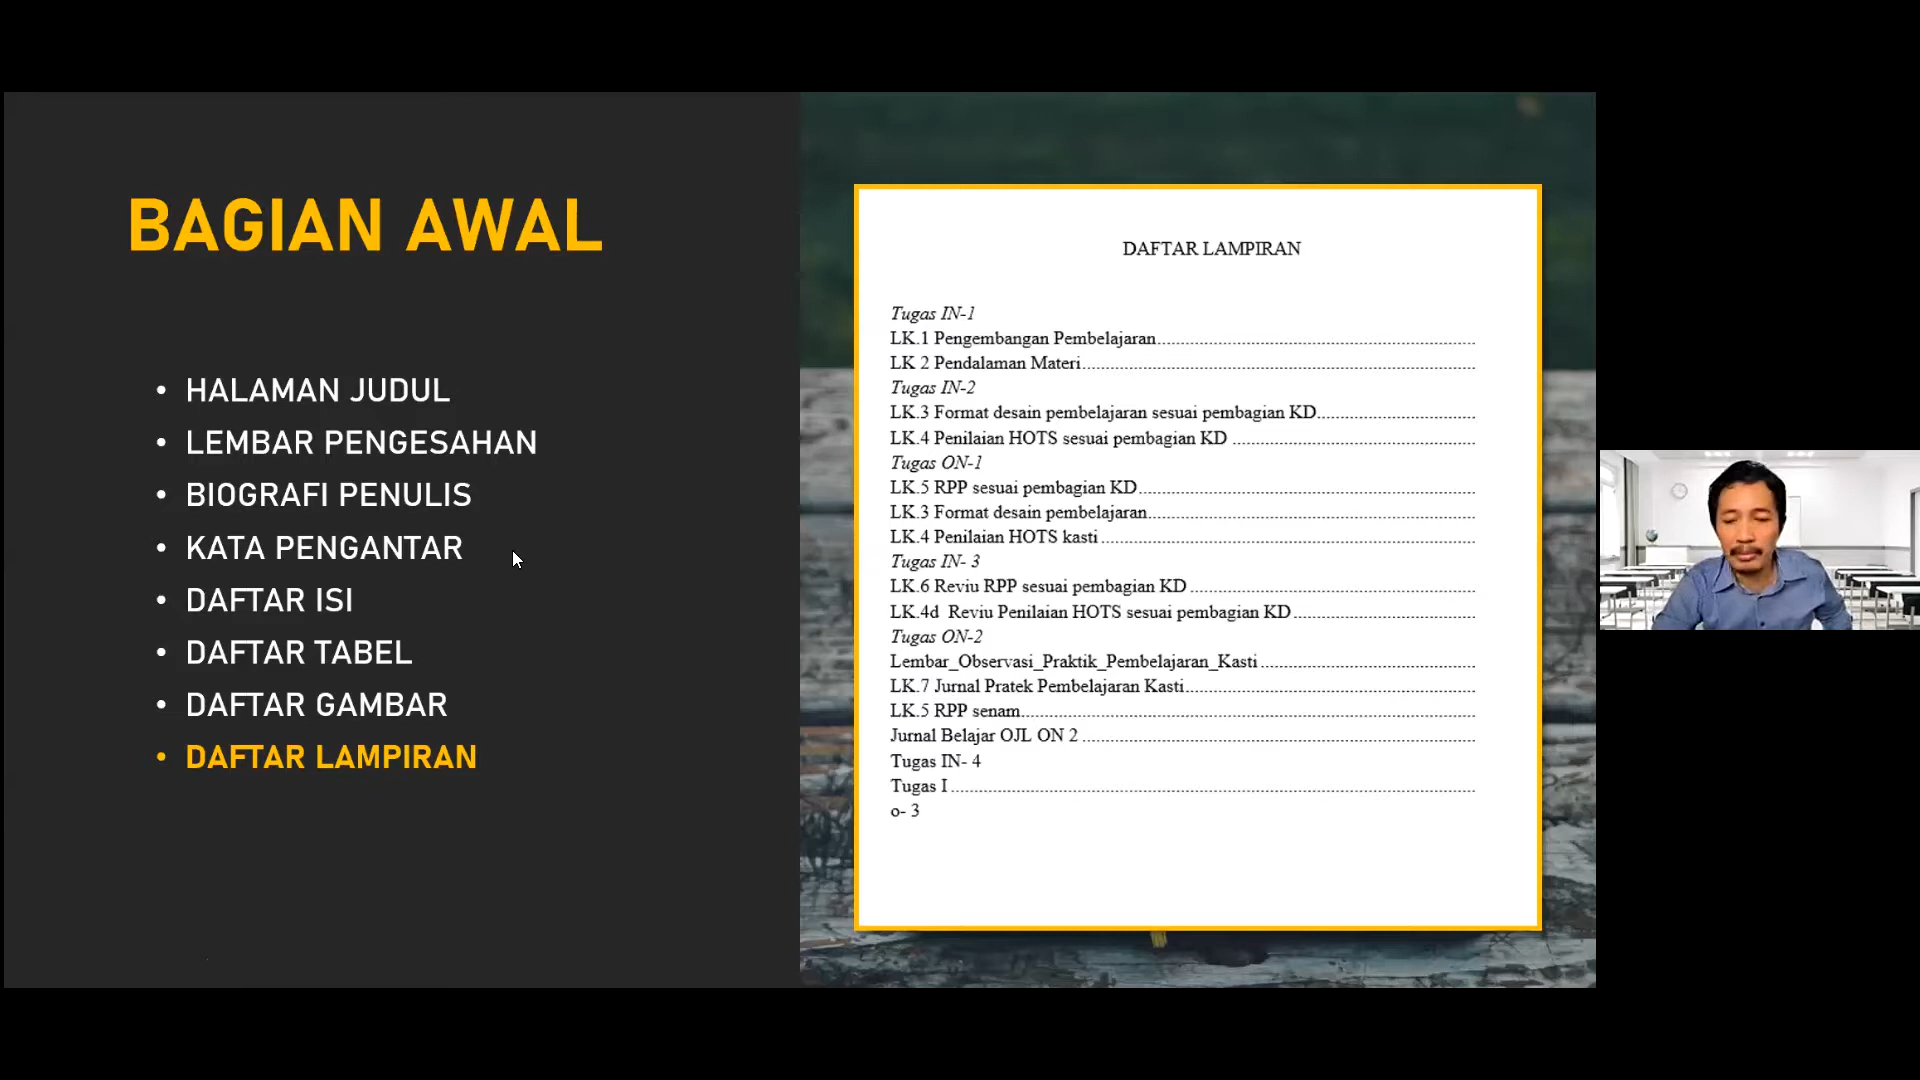 BAGIAN AWAL
• HALAMAN JUDUL
• LEMBAR PENGESAHAN
• BIOGRAFI PENULIS
• KATA PENGANTAR
• DAFTAR ISI
• DAFTAR TABEL
• DAFTAR GAMBAR
• DAFTAR LAMPIRAN
DAFTAR LAMPIRAN
Tugas IN-1
LK.1 Pengembangan Pembelajaran
LK 2 Pendalaman Materi
Tugas IN-2
LK.3 Format desain pembelajaran sesuai pembagian KD
LK.4 Penilaian HOTS sesuai pembagian KD
Tugas ON-1
LK.5 RPP sesuai pembagian KD
LK.3 Format desain pembelajaran
LK.4 Penilaian HOTS kasti
Tugas IN- 3
LK.6 Reviu RPP sesuai pembagian KD
LK.4d Reviu Penilaian HOTS sesuai pembagian KD
Tugas ON-2
Lembar_Observasi_Praktik_Pembelajaran_Kasti
LK.7 Jurnal Pratek Pembelajaran Kasti
LK.5 RPP senam
Jurnal Belajar OJL ON 2
Tugas IN- 4
Tugas I
o- 3